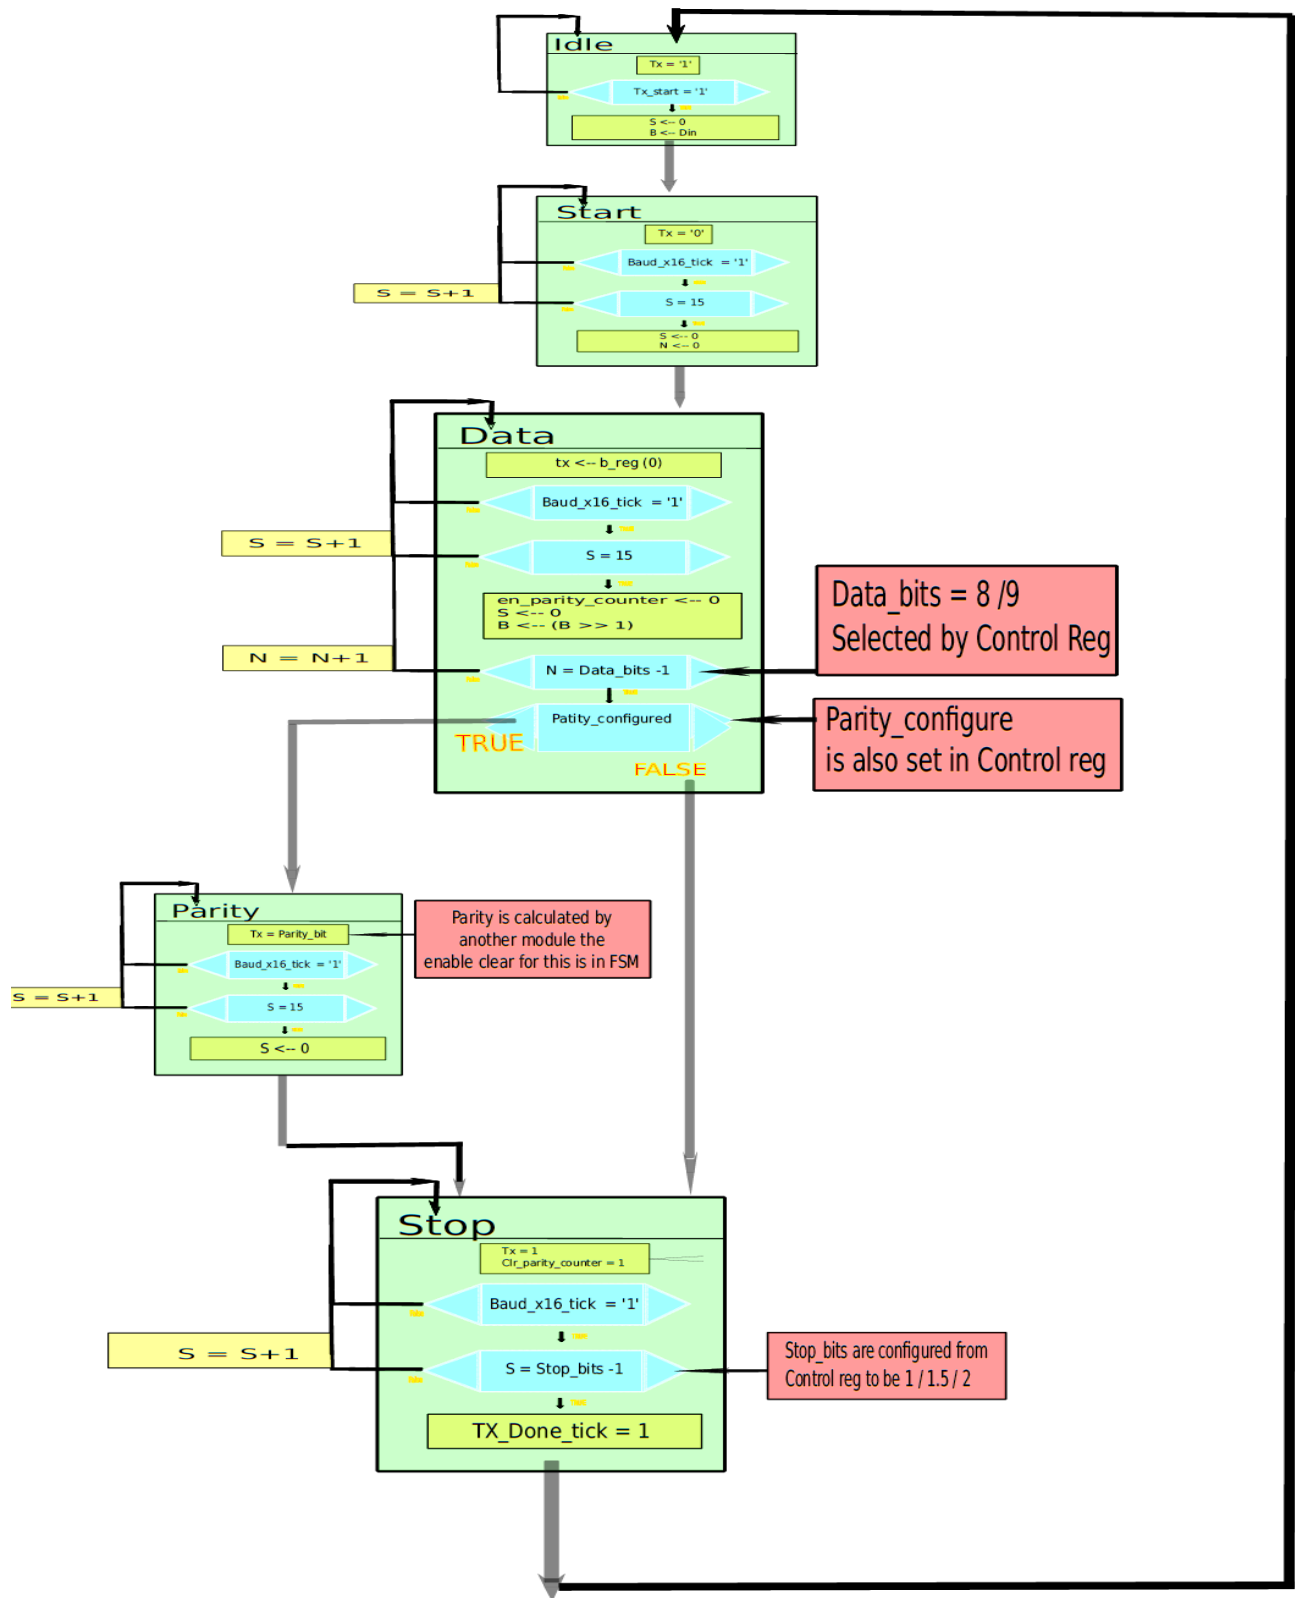 Idle
Tx = '1'
Tx_start = '1'
S <-- 0
B <-- Din
Start
Tx = '0'
Baud_x16_tick = '1'
S = S+1
S = 15
S <-- 0
N <-- 0
Data
tx <-- b_reg (0)
Baud_x16_tick = '1'
S = S+1
S = 15
en_parity_counter <-- 0
S <-- 0
B <-- (B >> 1)
Data_bits = 8 /9
Selected by Control Reg
N = N+1
N = Data_bits -1
Patity_configured
TRUE
FALSE
Parity_configure
is also set in Control reg
Parity
Tx = Parity_bit
Parity is calculated by
another module the
enable clear for this is in FSM
Baud_x16_tick = '1'
S = S+1
S = 15
S <-- 0
Stop
Tx = 1
Clr_parity_counter = 1
Baud_x16_tick = '1'
S = S+1
S = Stop_bits -1
Stop_bits are configured from
Control reg to be 1 / 1.5 / 2
TX_Done_tick = 1